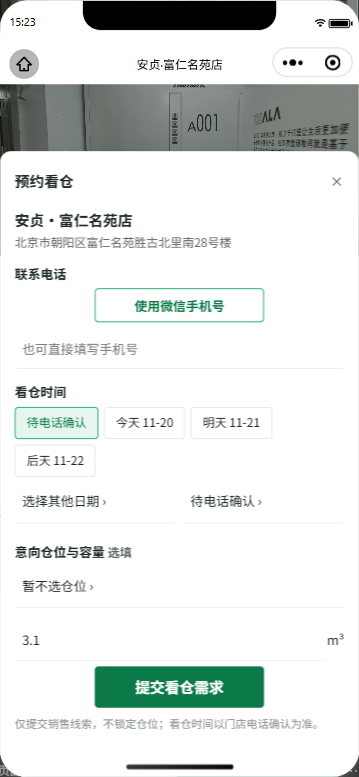 15:23
安贞·富仁名苑店
A001
预约看仓
×
安贞·富仁名苑店
北京市朝阳区富仁名苑胜古北里南28号楼
联系电话
使用微信手机号
也可直接填写手机号
看仓时间
待电话确认 今天 11-20 明天 11-21
后天 11-22
选择其他日期 › 待电话确认 ›
意向仓位与容量 选填
暂不选仓位 ›
3.1 m³
提交看仓需求
仅提交销售线索，不锁定仓位；看仓时间以门店电话确认为准。